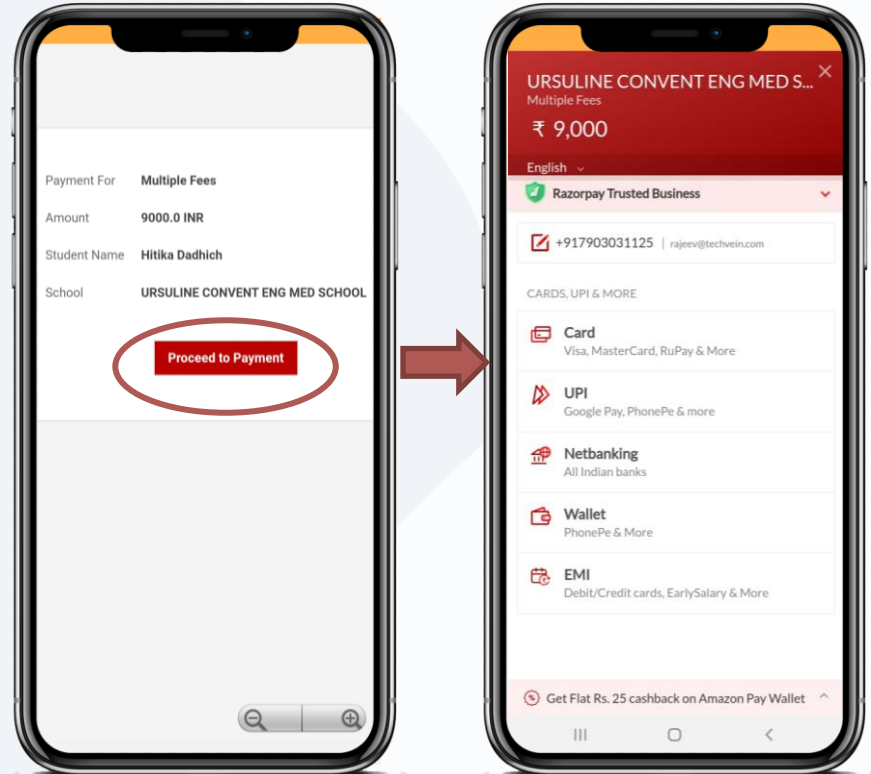 Payment For Multiple Fees
Amount 9000.0 INR
Student Name Hitika Dadhich
School URSULINE CONVENT ENG MED SCHOOL
Proceed to Payment
URSULINE CONVENT ENG MED S...
Multiple Fees
₹ 9,000
English
Razorpay Trusted Business
+917903031125 | rajeev@techvein.com
CARDS, UPI & MORE
Card
Visa, MasterCard, RuPay & More
UPI
Google Pay, PhonePe & more
Netbanking
All Indian banks
Wallet
PhonePe & More
EMI
Debit/Credit cards, EarlySalary & More
Get Flat Rs. 25 cashback on Amazon Pay Wallet